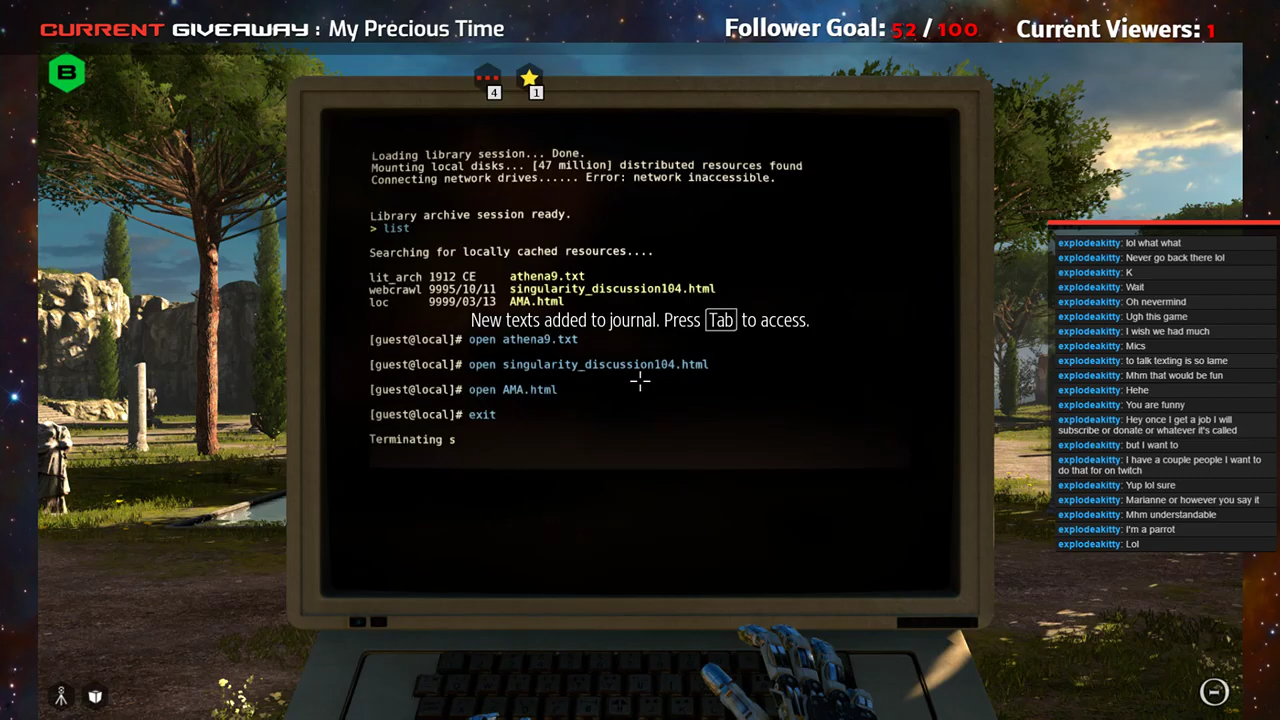 CURRENT GIVEAWAY : My Precious Time
Follower Goal: 52 / 100
Current Viewers: 1
B
4
1
Loading library session... Done.
Mounting local disks... [47 million] distributed resources found
Connecting network drives...... Error: network inaccessible.
Library archive session ready.
> list
Searching for locally cached resources....
lit_arch 1912 CE athena9.txt
webcrawl 9995/10/11 singularity_discussion104.html
loc 9999/03/13 AMA.html
New texts added to journal. Press Tab to access.
[guest@local]# open athena9.txt
[guest@local]# open singularity_discussion104.html
[guest@local]# open AMA.html
[guest@local]# exit
Terminating s
explodeakitty: lol what what
explodeakitty: Never go back there lol
explodeakitty: K
explodeakitty: Wait
explodeakitty: Oh nevermind
explodeakitty: Ugh this game
explodeakitty: I wish we had much
explodeakitty: Mics
explodeakitty: to talk texting is so lame
explodeakitty: Mhm that would be fun
explodeakitty: Hehe
explodeakitty: You are funny
explodeakitty: Hey once I get a job I will
subscribe or donate or whatever it's called
explodeakitty: but I want to
explodeakitty: I have a couple people I want to
do that for on twitch
explodeakitty: Yup lol sure
explodeakitty: Marianne or however you say it
explodeakitty: Mhm understandable
explodeakitty: I'm a parrot
explodeakitty: Lol